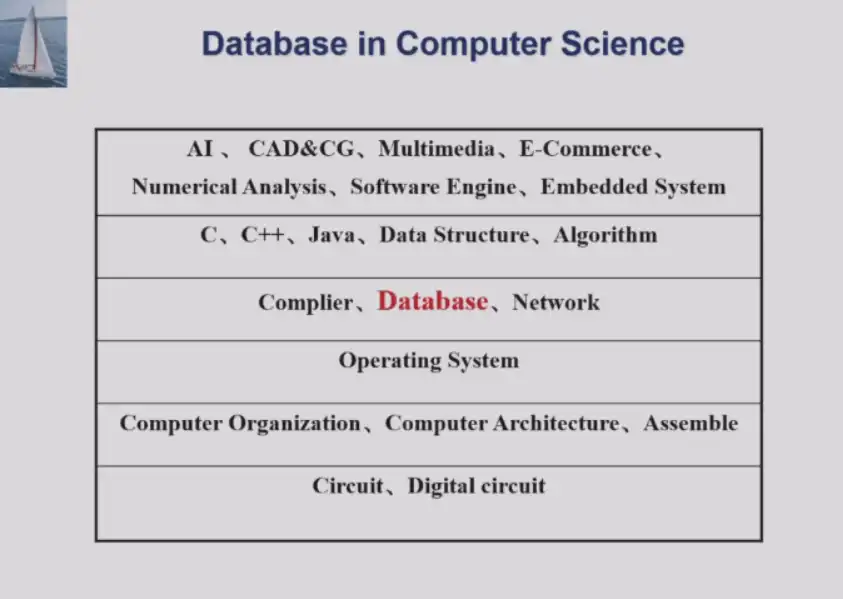 Database in Computer Science
AI 、 CAD&CG、Multimedia、E-Commerce、
Numerical Analysis、Software Engine、Embedded System
C、C++、Java、Data Structure、Algorithm
Complier、Database、Network
Operating System
Computer Organization、Computer Architecture、Assemble
Circuit、Digital circuit